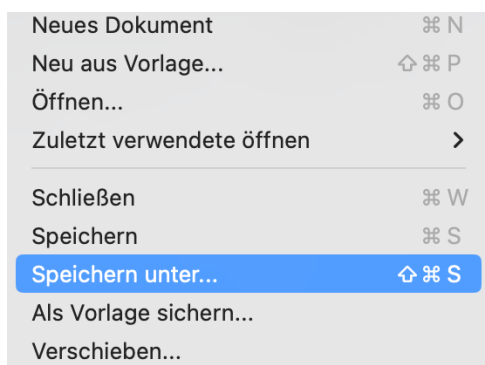 Neues Dokument ⌘ N
Neu aus Vorlage... ⇧ ⌘ P
Öffnen... ⌘ O
Zuletzt verwendete öffnen >
Schließen ⌘ W
Speichern ⌘ S
Speichern unter... ⇧ ⌘ S
Als Vorlage sichern...
Verschieben...